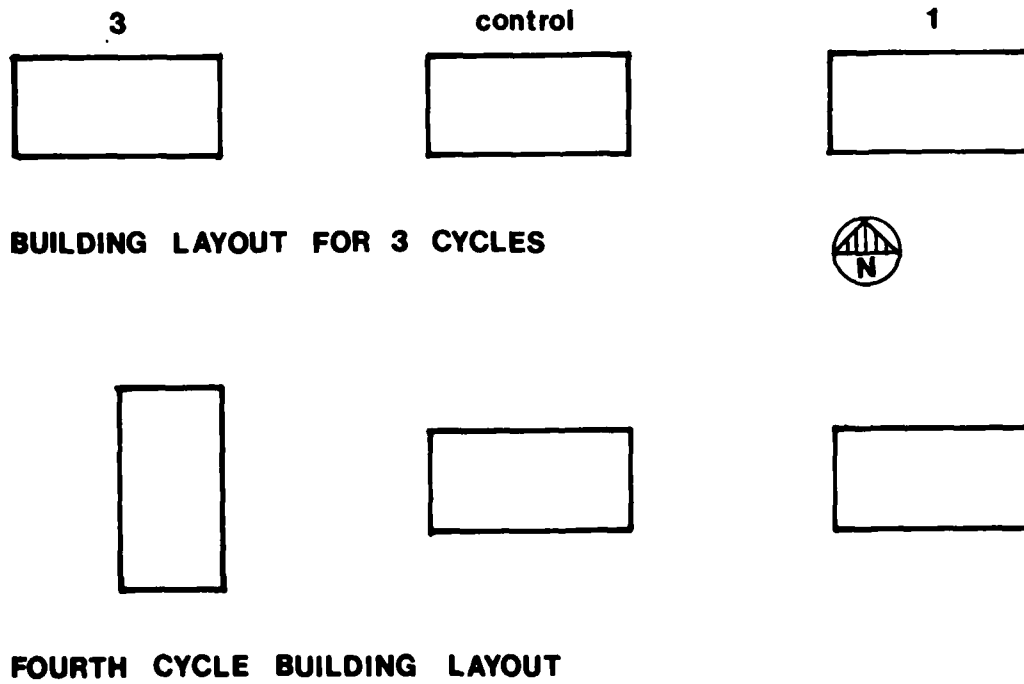 3 control 1
BUILDING LAYOUT FOR 3 CYCLES
N
FOURTH CYCLE BUILDING LAYOUT